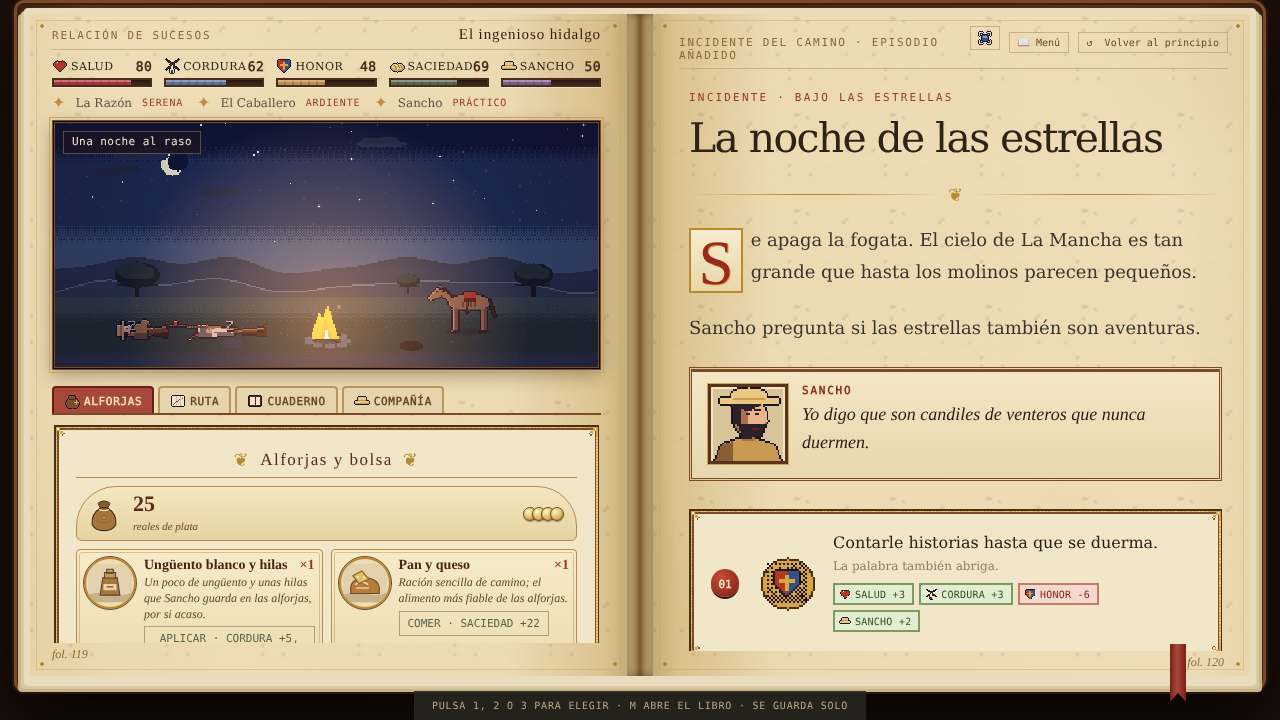 RELACIÓN DE SUCESOS
El ingenioso hidalgo
SALUD 80 CORDURA 62 HONOR 48 SACIEDAD 69 SANCHO 50
La Razón SERENA El Caballero ARDIENTE Sancho PRÁCTICO
Una noche al raso
ALFORJAS RUTA CUADERNO COMPAÑÍA
Alforjas y bolsa
25
reales de plata
Ungüento blanco y hilas ×1
Un poco de ungüento y unas hilas
que Sancho guarda en las alforjas,
por si acaso.
APLICAR · CORDURA +5,
Pan y queso ×1
Ración sencilla de camino; el
alimento más fiable de las alforjas.
COMER · SACIEDAD +22
fol. 119
INCIDENTE DEL CAMINO · EPISODIO
AÑADIDO
Menú
↺ Volver al principio
INCIDENTE · BAJO LAS ESTRELLAS
La noche de las estrellas
Se apaga la fogata. El cielo de La Mancha es tan
grande que hasta los molinos parecen pequeños.
Sancho pregunta si las estrellas también son aventuras.
SANCHO
Yo digo que son candiles de venteros que nunca
duermen.
01
Contarle historias hasta que se duerma.
La palabra también abriga.
SALUD +3 CORDURA +3 HONOR -6
SANCHO +2
fol. 120
PULSA 1, 2 O 3 PARA ELEGIR · M ABRE EL LIBRO · SE GUARDA SOLO